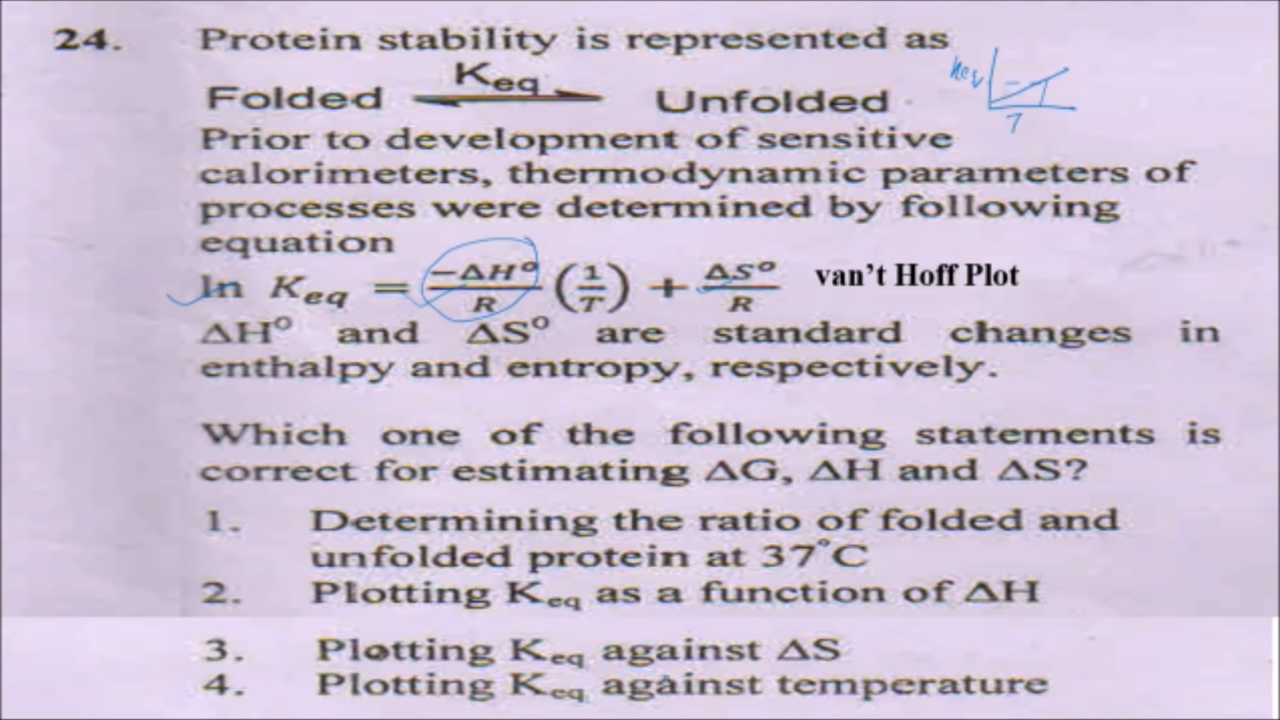 24. Protein stability is represented as
Folded Keq Unfolded
Prior to development of sensitive
calorimeters, thermodynamic parameters of
processes were determined by following
equation
ln Keq = −ΔH°/R (1/T) + ΔS°/R van't Hoff Plot
ΔH° and ΔS° are standard changes in
enthalpy and entropy, respectively.
Which one of the following statements is
correct for estimating ΔG, ΔH and ΔS?
1. Determining the ratio of folded and
unfolded protein at 37°C
2. Plotting Keq as a function of ΔH
3. Plotting Keq against ΔS
4. Plotting Keq against temperature